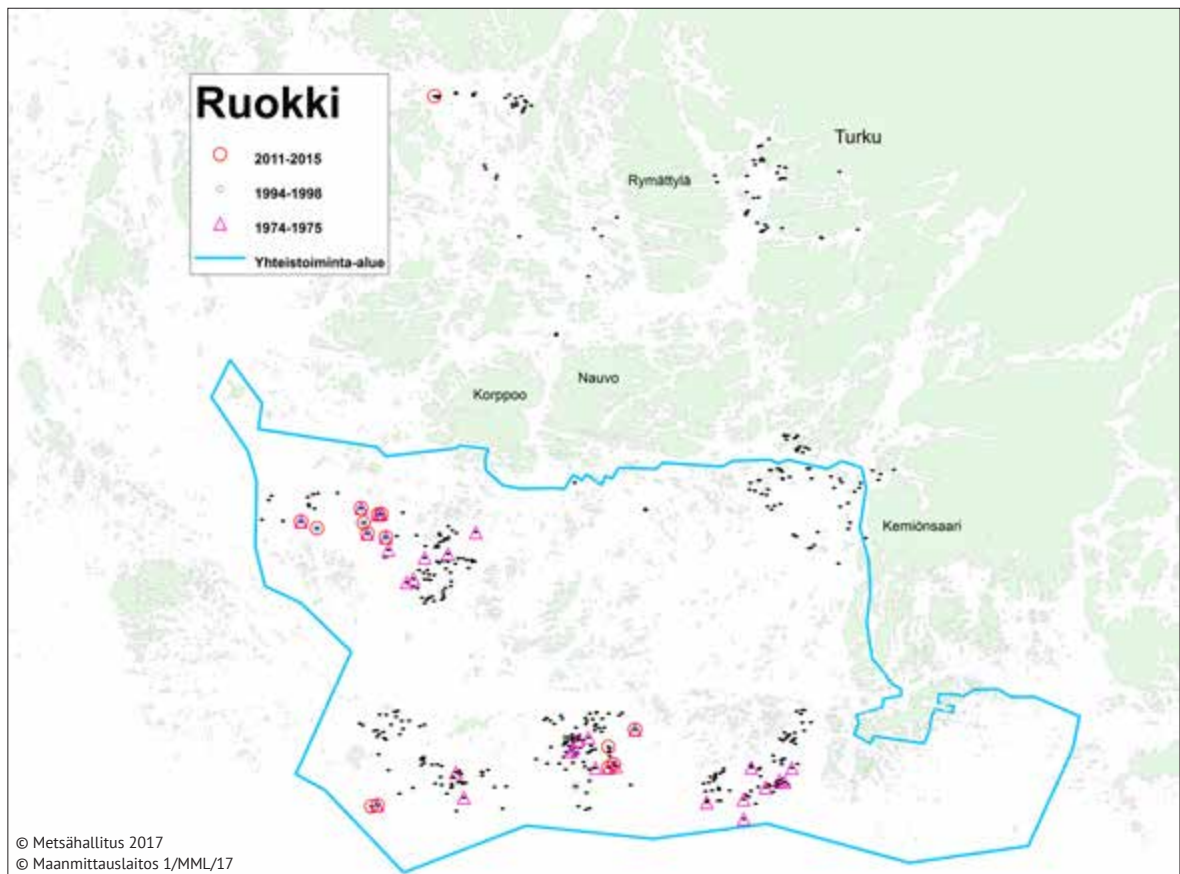 Ruokki
2011-2015
1994-1998
1974-1975
Yhteistoiminta-alue
Turku
Rymättylä
Nauvo
Korppoo
Kemiönsaari
© Metsähallitus 2017
© Maanmittauslaitos 1/MML/17